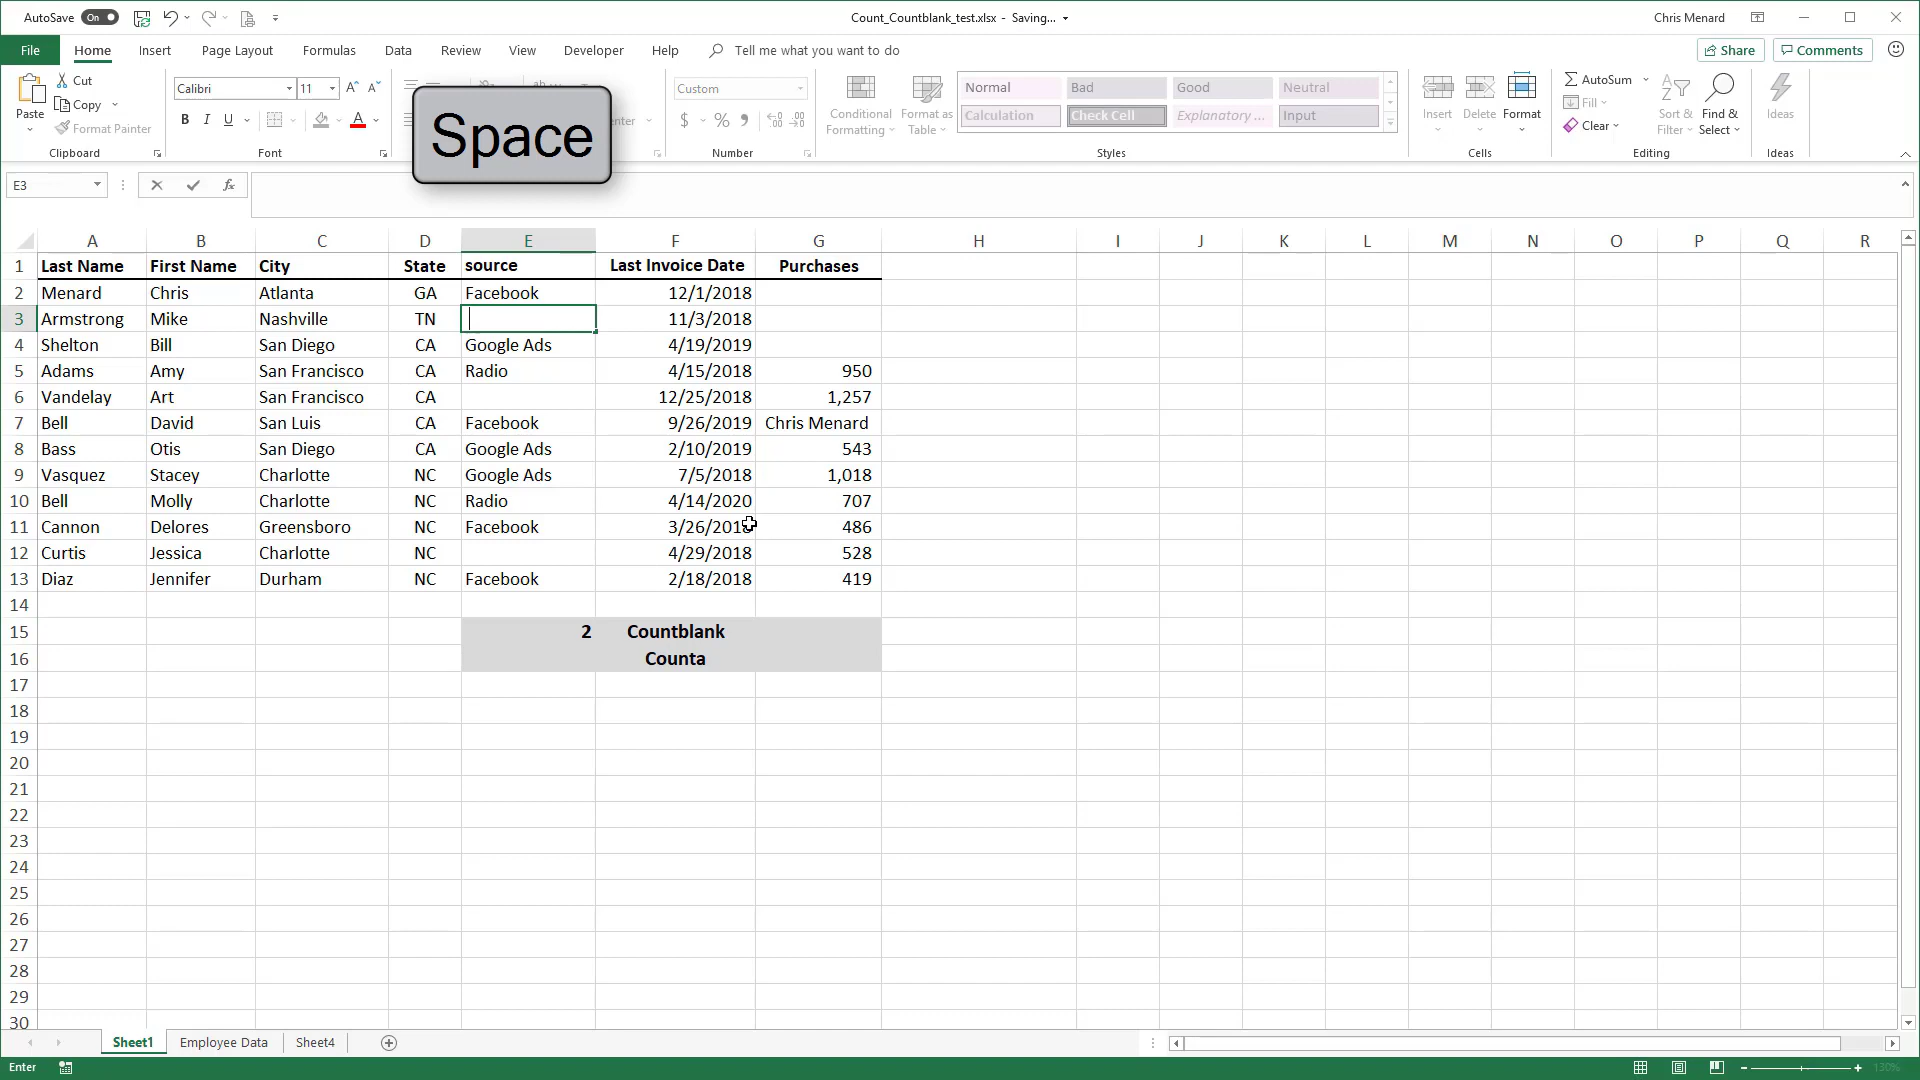 AutoSave On Count_Countblank_test.xlsx - Saving... Chris Menard
File Home Insert Page Layout Formulas Data Review View Developer Help Tell me what you want to do Share Comments
Paste Cut Copy Format Painter
Calibri 11 Custom
Conditional Formatting Format as Table
Normal Bad Good Neutral
Calculation Check Cell Explanatory ... Input
Insert Delete Format
AutoSum Fill Clear
Sort & Filter Find & Select Ideas
Clipboard Font Number Styles Cells Editing Ideas
Space
E3 fx
A B C D E F G H I J K L M N O P Q R
1 Last Name First Name City State source Last Invoice Date Purchases
2 Menard Chris Atlanta GA Facebook 12/1/2018
3 Armstrong Mike Nashville TN 11/3/2018
4 Shelton Bill San Diego CA Google Ads 4/19/2019
5 Adams Amy San Francisco CA Radio 4/15/2018 950
6 Vandelay Art San Francisco CA 12/25/2018 1,257
7 Bell David San Luis CA Facebook 9/26/2019 Chris Menard
8 Bass Otis San Diego CA Google Ads 2/10/2019 543
9 Vasquez Stacey Charlotte NC Google Ads 7/5/2018 1,018
10 Bell Molly Charlotte NC Radio 4/14/2020 707
11 Cannon Delores Greensboro NC Facebook 486
12 Curtis Jessica Charlotte NC 4/29/2018 528
13 Diaz Jennifer Durham NC Facebook 2/18/2018 419
14
15 2 Countblank
16 Counta
17
18
19
20
21
22
23
24
25
26
27
28
29
30
Sheet1 Employee Data Sheet4
Enter 130%